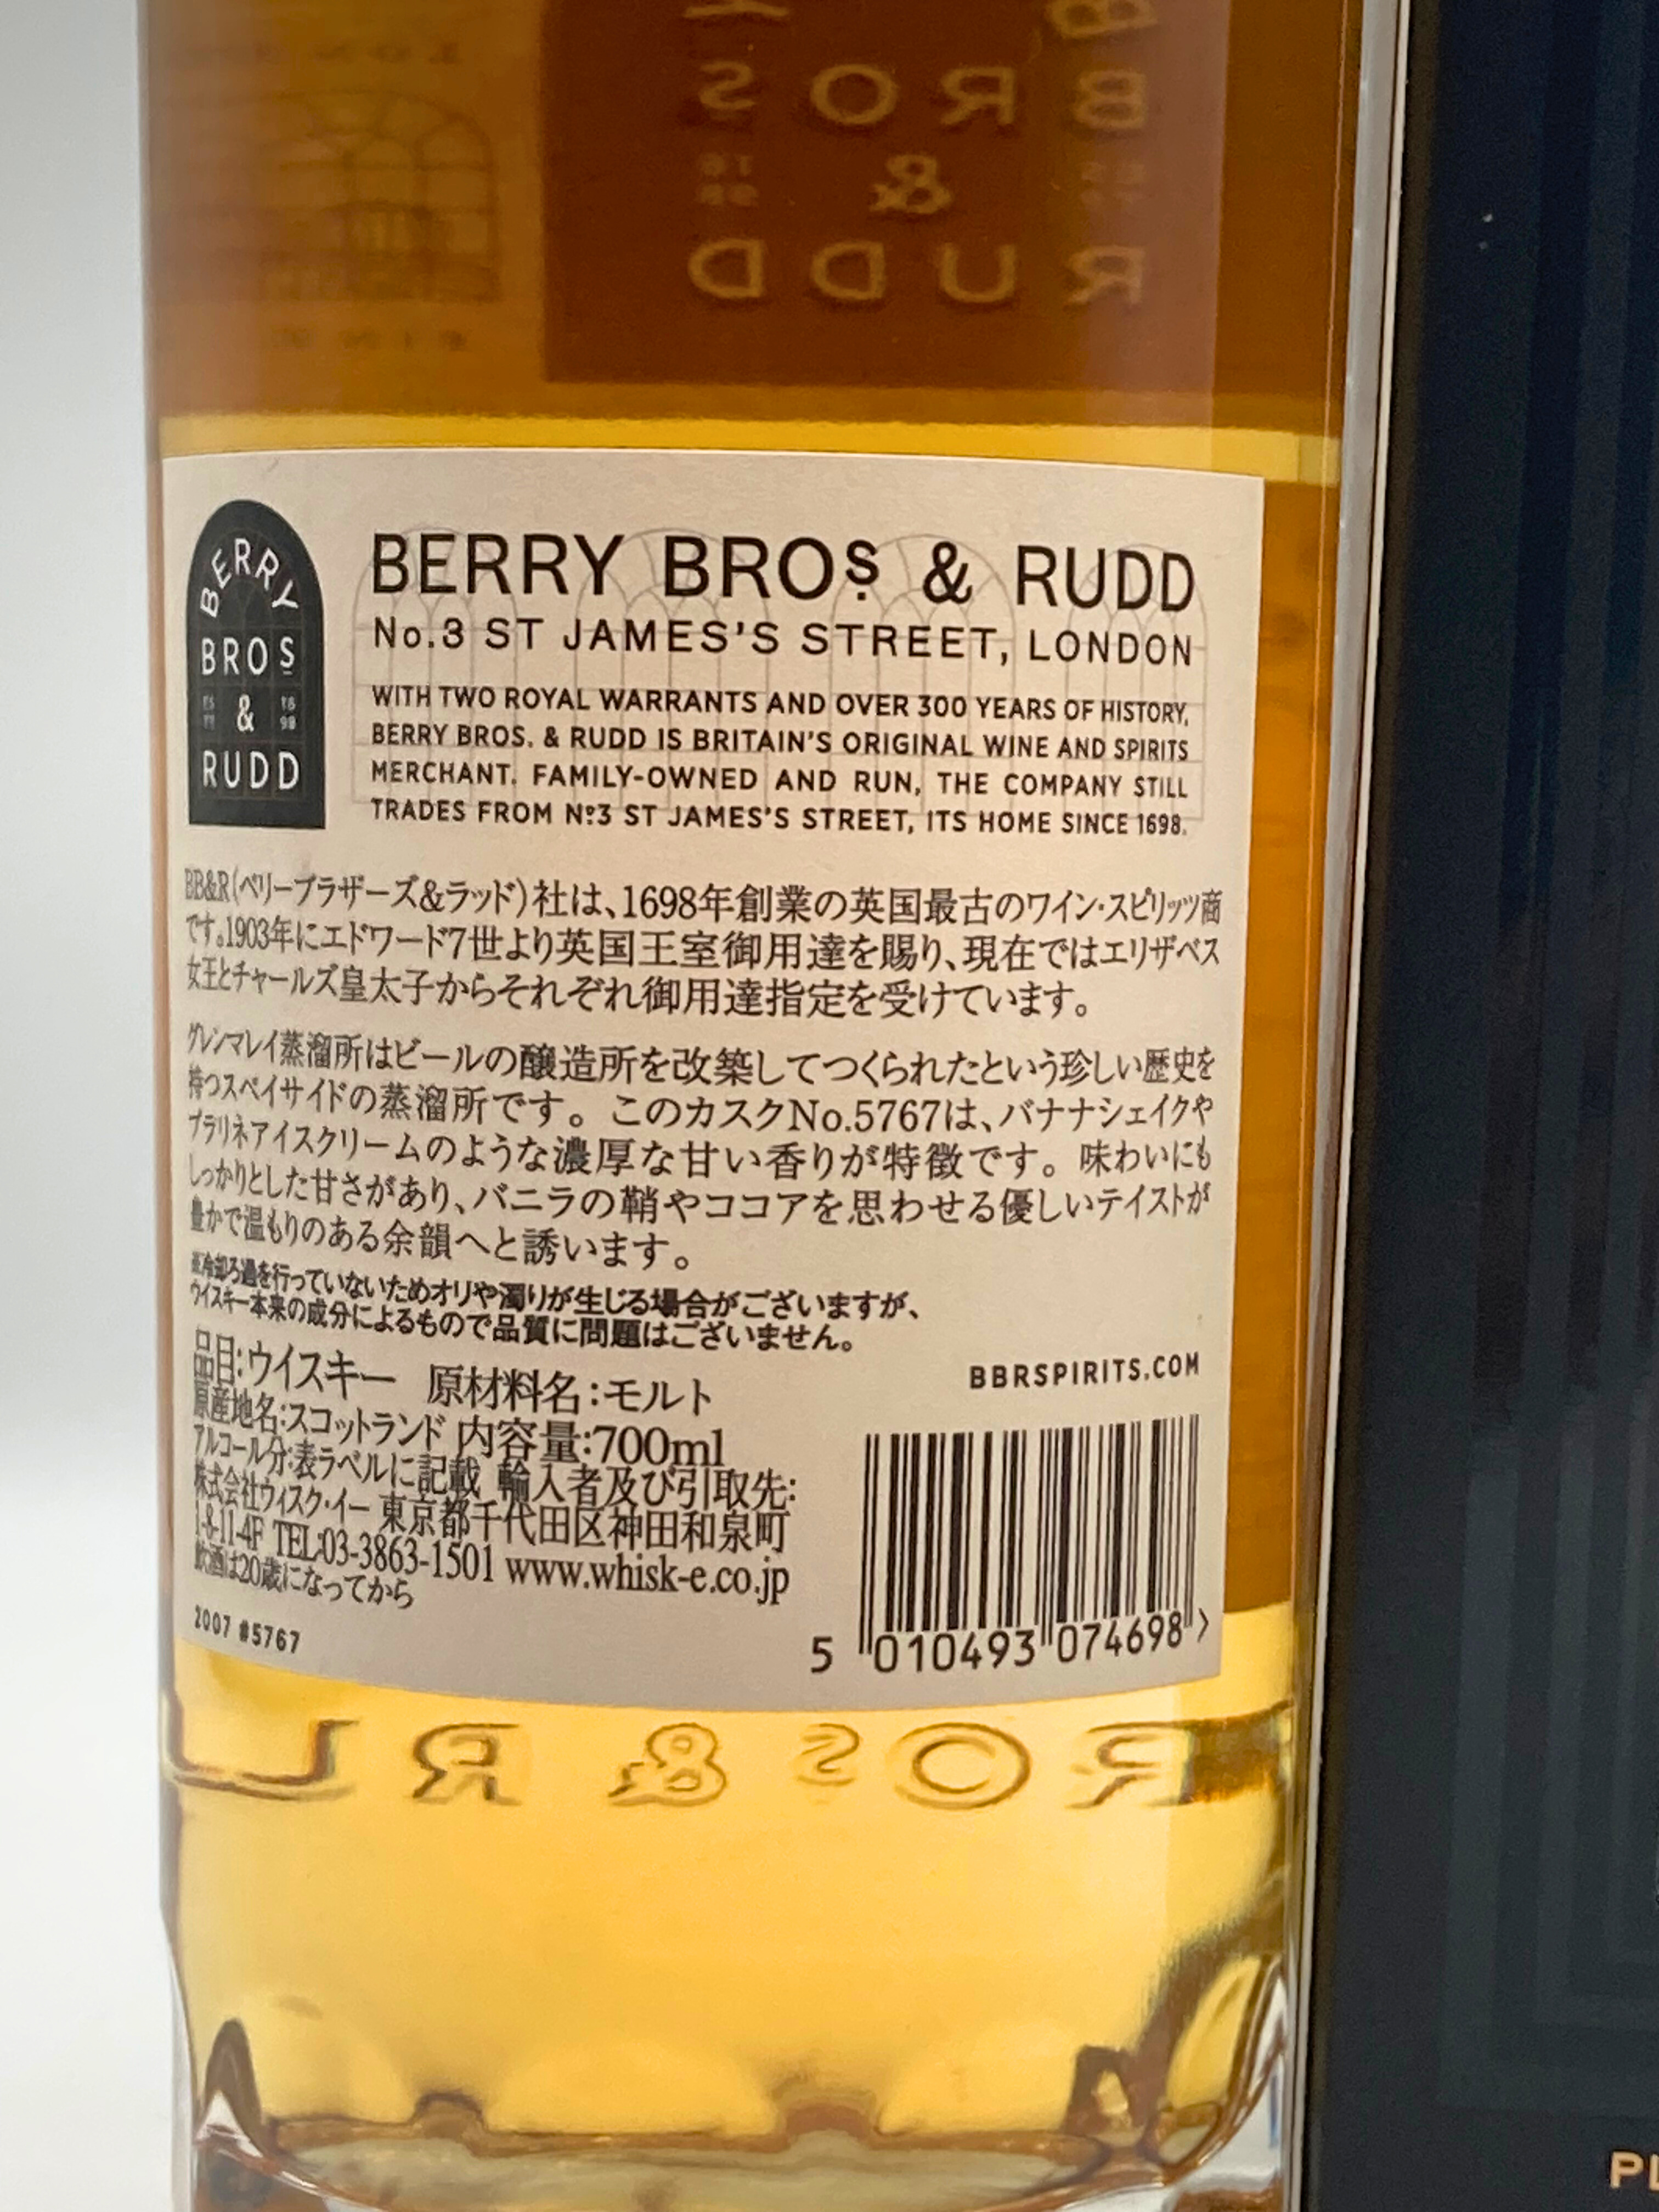 BROS
&
RUDD
BERRY
BROS
&
16
98
RUDD
BERRY BROS & RUDD
No.3 ST JAMES'S STREET, LONDON
WITH TWO ROYAL WARRANTS AND OVER 300 YEARS OF HISTORY,
BERRY BROS. & RUDD IS BRITAIN'S ORIGINAL WINE AND SPIRITS
MERCHANT. FAMILY-OWNED AND RUN, THE COMPANY STILL
TRADES FROM Nº3 ST JAMES'S STREET, ITS HOME SINCE 1698.
BB&R(ベリーブラザーズ&ラッド)社は、1698年創業の英国最古のワイン・スピリッツ商
です。1903年にエドワード7世より英国王室御用達を賜り、現在ではエリザベス
女王とチャールズ皇太子からそれぞれ御用達指定を受けています。
グレンマレイ蒸溜所はビールの醸造所を改築してつくられたという珍しい歴史を
持つスペイサイドの蒸溜所です。このカスクNo.5767は、バナナシェイクや
プラリネアイスクリームのような濃厚な甘い香りが特徴です。味わいにも
しっかりとした甘さがあり、バニラの鞘やココアを思わせる優しいテイストが
豊かで温もりのある余韻へと誘います。
※冷却ろ過を行っていないためオリや濁りが生じる場合がございますが、
ウイスキー本来の成分によるもので品質に問題はございません。
品目:ウイスキー 原材料名:モルト
原産地名:スコットランド 内容量:700ml
アルコール分:表ラベルに記載 輸入者及び引取先:
株式会社ウィスク・イー 東京都千代田区神田和泉町
1-8-11-4F TEL:03-3863-1501 www.whisk-e.co.jp
飲酒は20歳になってから
2007 #5767
BBRSPIRITS.COM
5 010493 074698 >
ROS & RU
PL